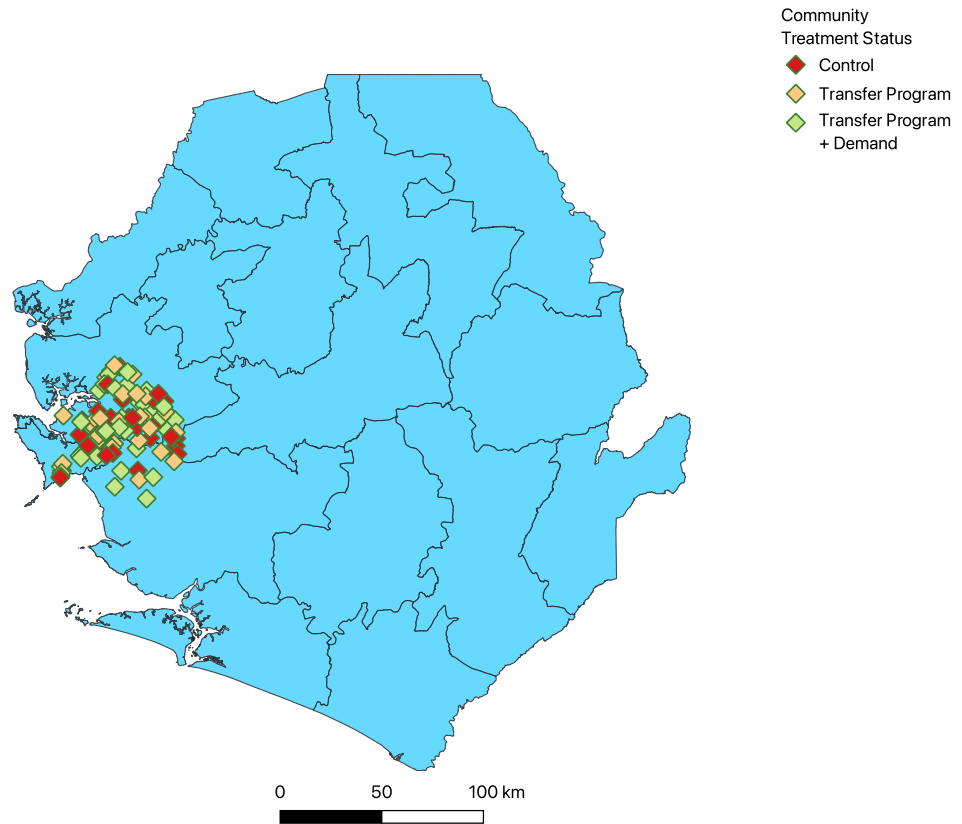 Community
Treatment Status
Control
Transfer Program
Transfer Program
+ Demand
0 50 100 km